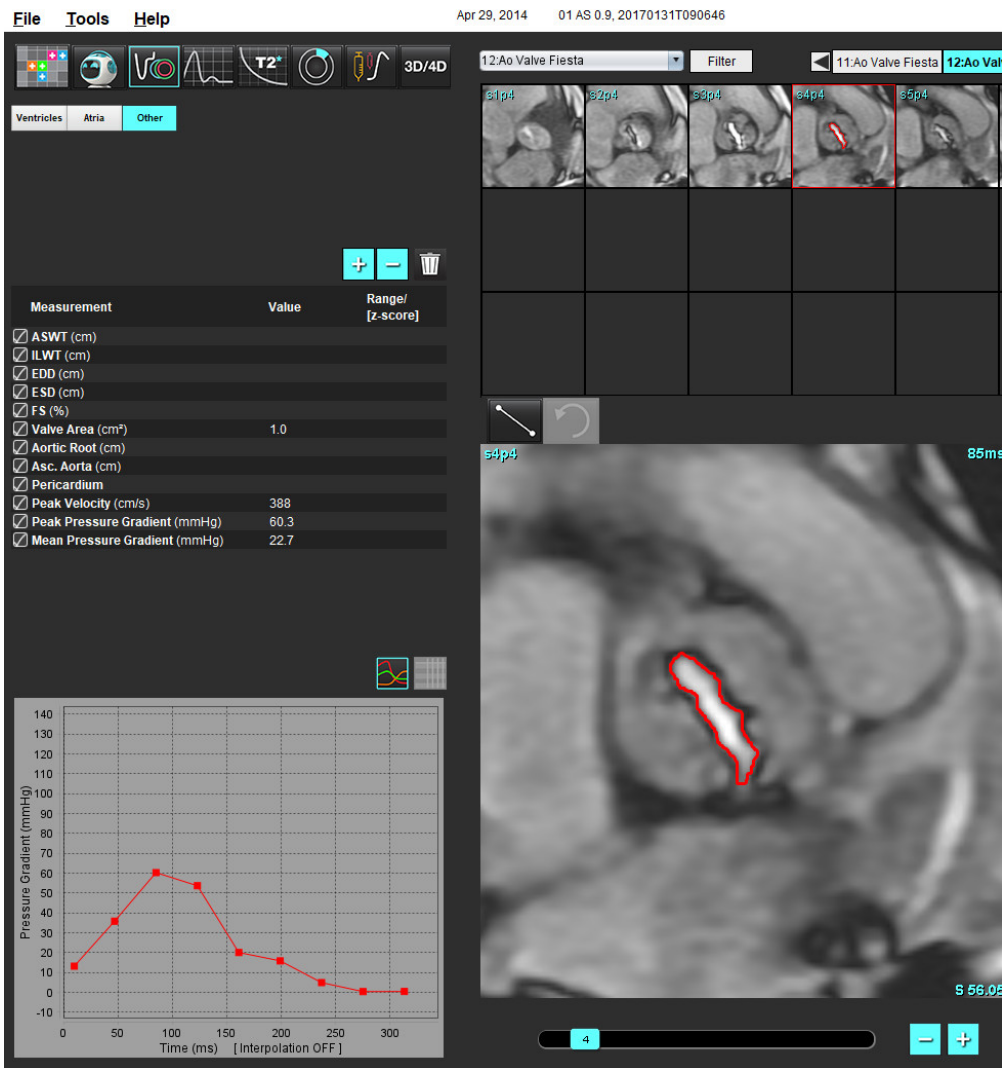 File Tools Help
Apr 29, 2014 01 AS 0.9, 20170131T090646
T2* 3D/4D
12:Ao Valve Fiesta Filter 11:Ao Valve Fiesta 12:Ao Val
Ventricles Atria Other
s1p4 s2p4 s3p4 s4p4 s5p4
+ −
Measurement Value Range/
[z-score]
ASWT (cm)
ILWT (cm)
EDD (cm)
ESD (cm)
FS (%)
Valve Area (cm²) 1.0
Aortic Root (cm)
Asc. Aorta (cm)
Pericardium
Peak Velocity (cm/s) 388
Peak Pressure Gradient (mmHg) 60.3
Mean Pressure Gradient (mmHg) 22.7
s4p4 85ms
S 56.05
4
− +
Pressure Gradient (mmHg)
140
130
120
110
100
90
80
70
60
50
40
30
20
10
0
-10
0 50 100 150 200 250 300
Time (ms) [ Interpolation OFF ]